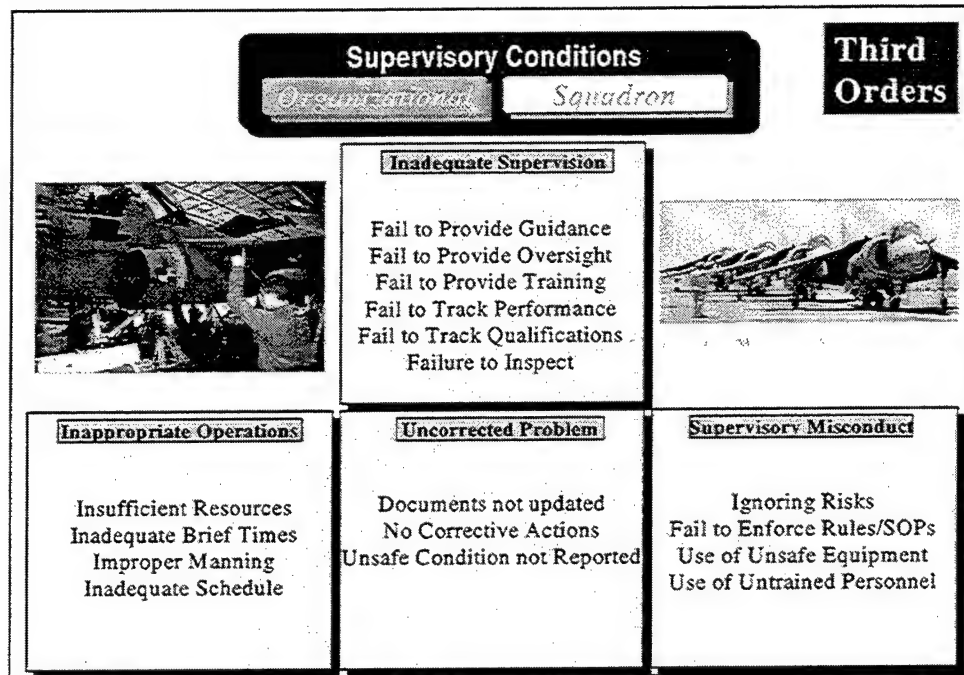 Supervisory Conditions
Organizational
Squadron
Third
Orders
Inadequate Supervision
Fail to Provide Guidance
Fail to Provide Oversight
Fail to Provide Training
Fail to Track Performance
Fail to Track Qualifications
Failure to Inspect
Inappropriate Operations
Insufficient Resources
Inadequate Brief Times
Improper Manning
Inadequate Schedule
Uncorrected Problem
Documents not updated
No Corrective Actions
Unsafe Condition not Reported
Supervisory Misconduct
Ignoring Risks
Fail to Enforce Rules/SOPs
Use of Unsafe Equipment
Use of Untrained Personnel